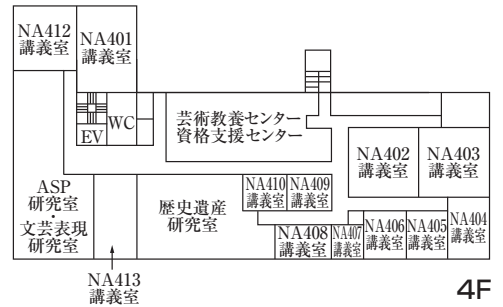 NA412
講義室
NA401
講義室
EV
WC
芸術教養センター
資格支援センター
NA402
講義室
NA403
講義室
ASP
研究室
・
文芸表現
研究室
歴史遺産
研究室
NA410
講義室
NA409
講義室
NA408
講義室
NA407
講義室
NA406
講義室
NA405
講義室
NA404
講義室
NA413
講義室
4F